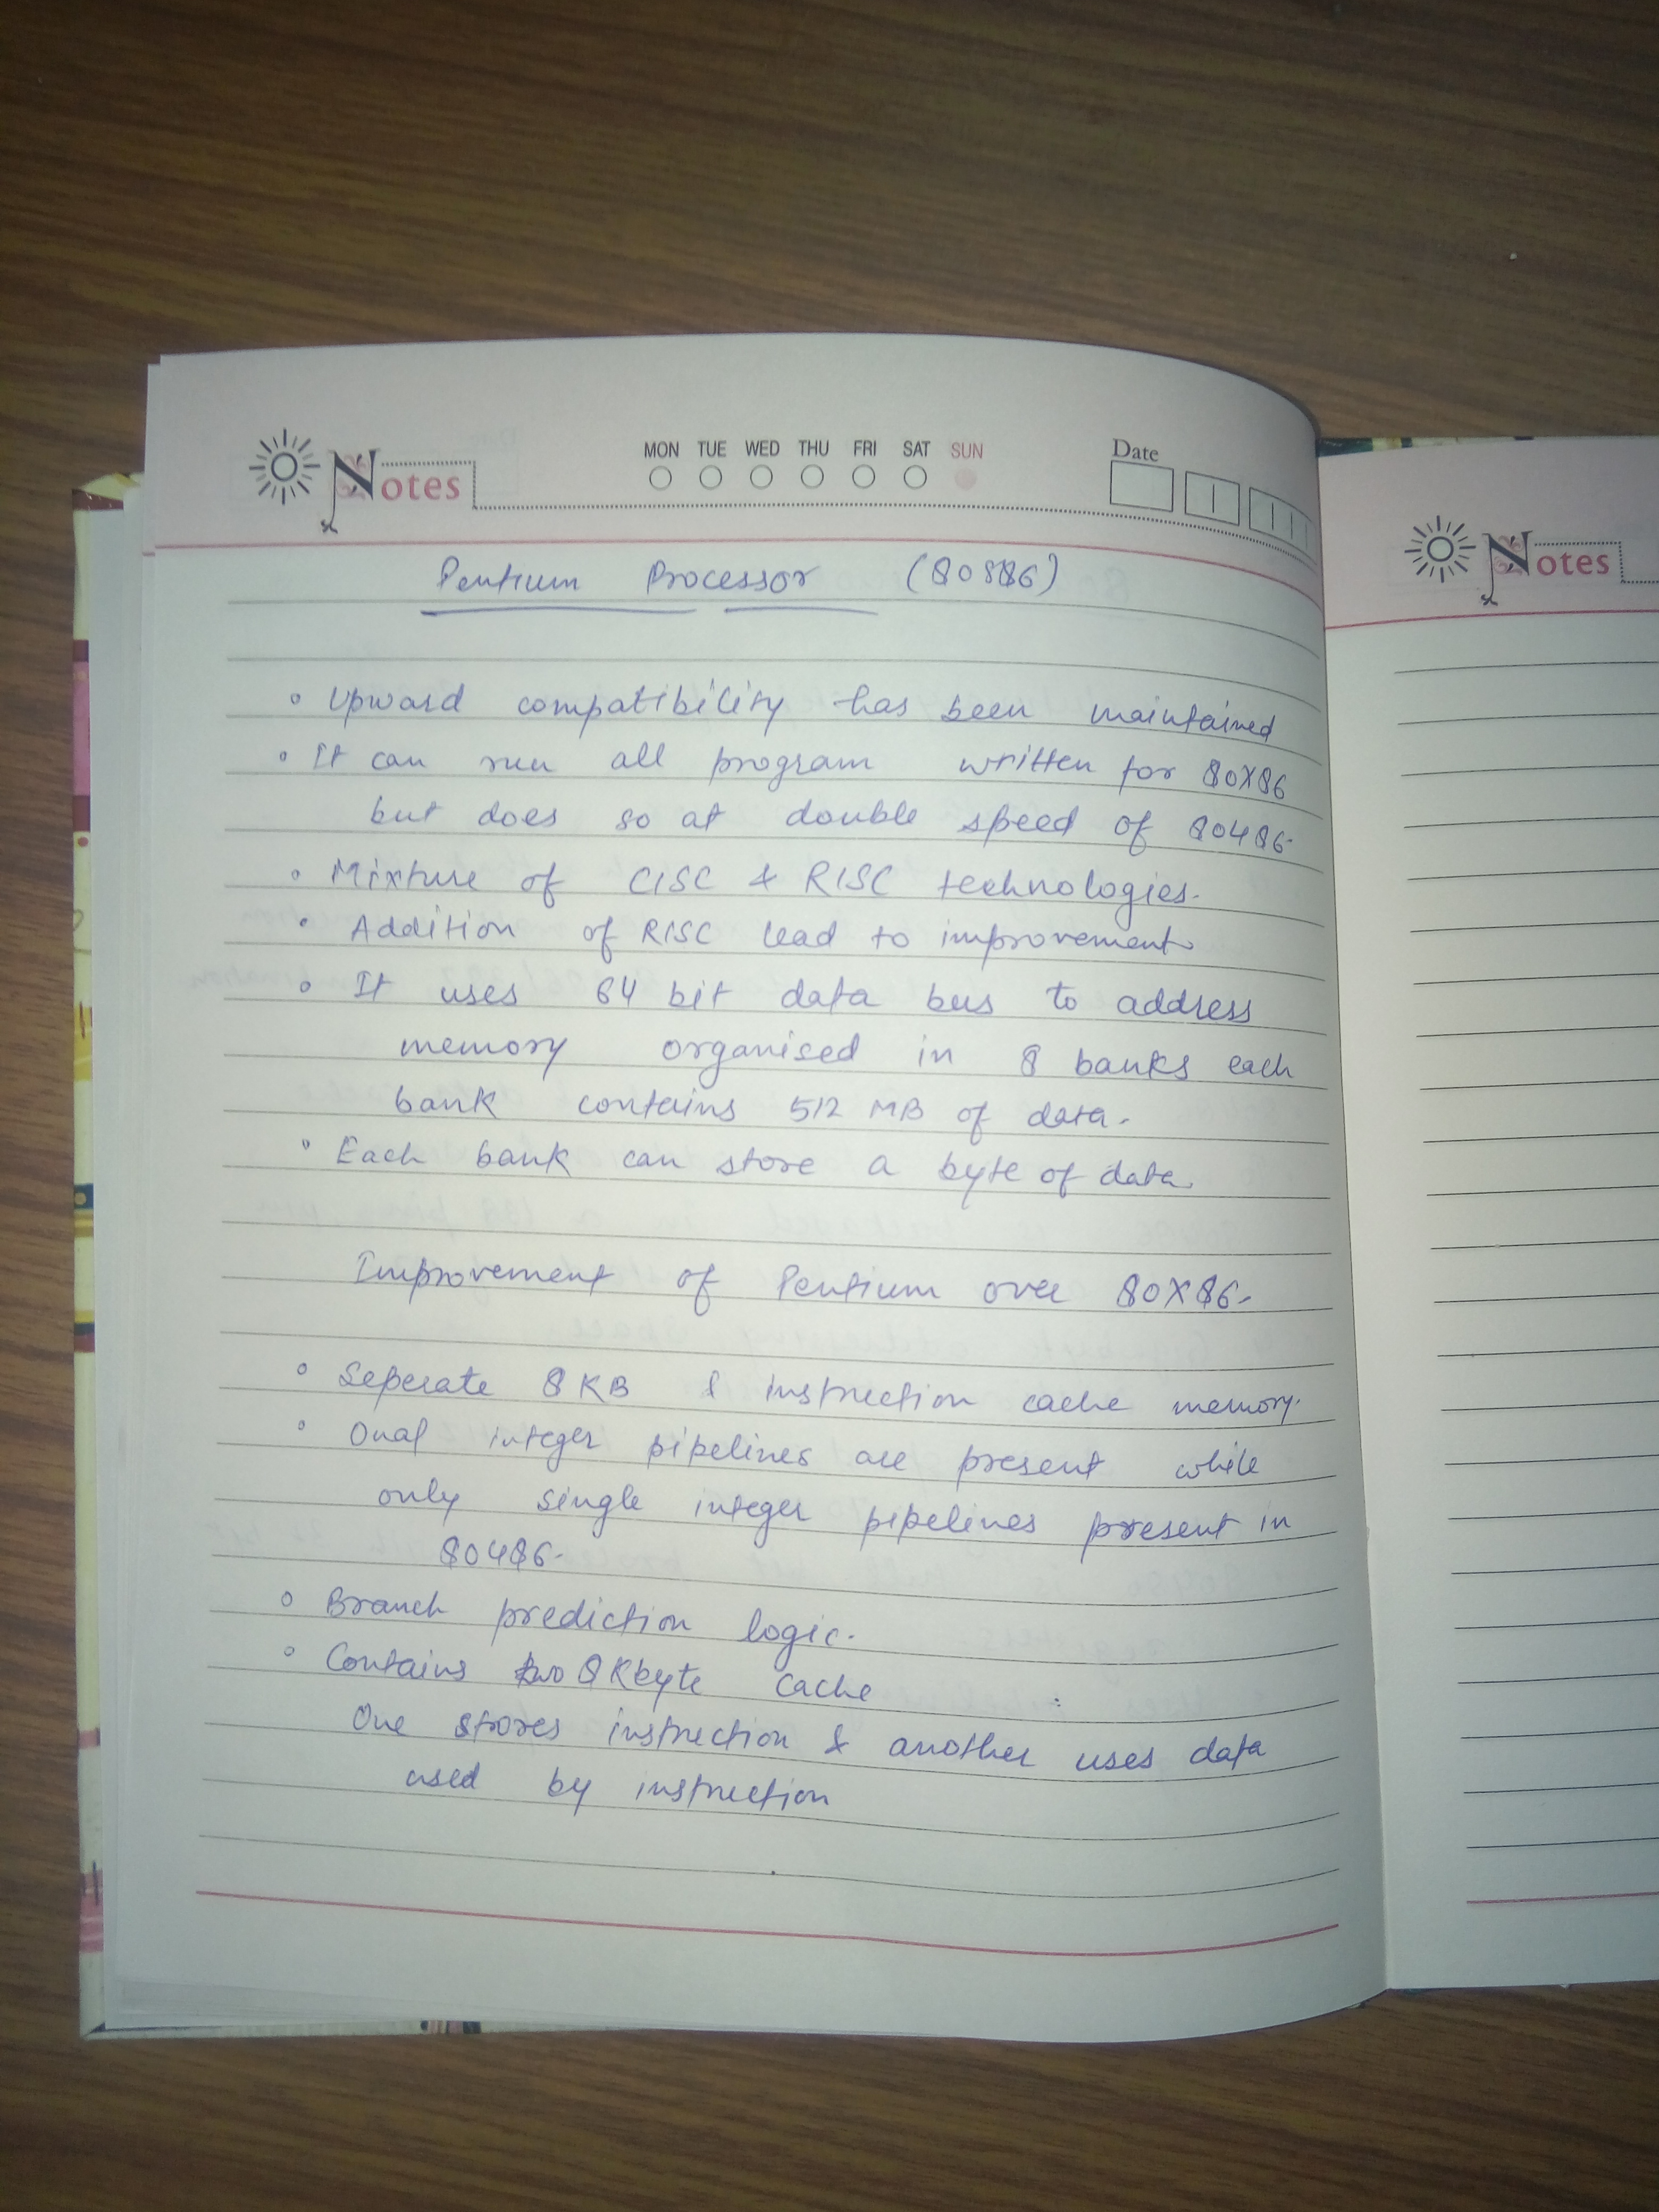 Notes
MON TUE WED THU FRI SAT SUN
Date
Pentium Processor (80586)
• Upward compatibility has been maintained
• It can run all program written for 80X86
but does so at double speed of 80486.
• Mixture of CISC & RISC technologies.
• Addition of RISC lead to improvement.
• It uses 64 bit data bus to address
memory organised in 8 banks each
bank contains 512 MB of data.
• Each bank can store a byte of data.
Improvement of Pentium over 80X86.
• Seperate 8 KB & instruction cache memory.
• Dual integer pipelines are present while
only single integer pipelines present in
80486.
• Branch prediction logic.
• Contains two 8 Kbyte cache
One stores instruction & another uses data
used by instruction
Notes